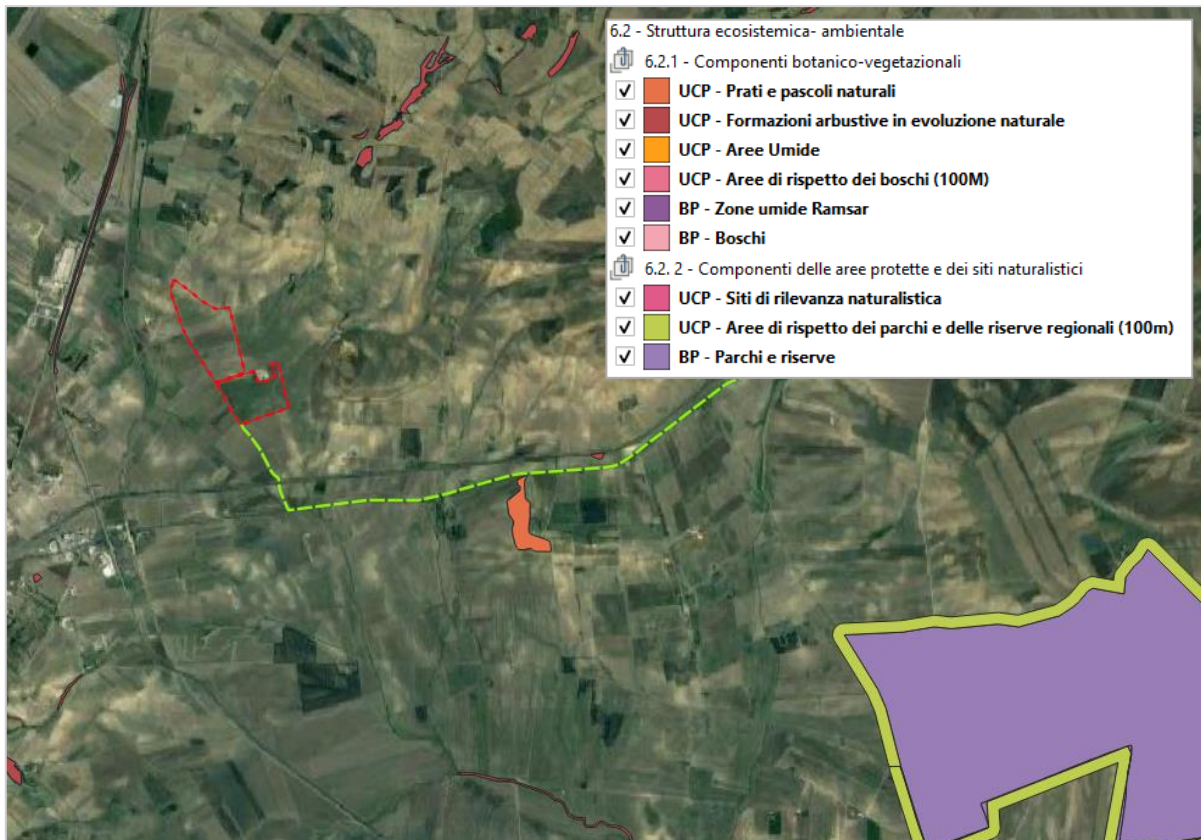 6.2 - Struttura ecosistemica- ambientale
6.2.1 - Componenti botanico-vegetazionali
UCP - Prati e pascoli naturali
UCP - Formazioni arbustive in evoluzione naturale
UCP - Aree Umide
UCP - Aree di rispetto dei boschi (100M)
BP - Zone umide Ramsar
BP - Boschi
6.2. 2 - Componenti delle aree protette e dei siti naturalistici
UCP - Siti di rilevanza naturalistica
UCP - Aree di rispetto dei parchi e delle riserve regionali (100m)
BP - Parchi e riserve